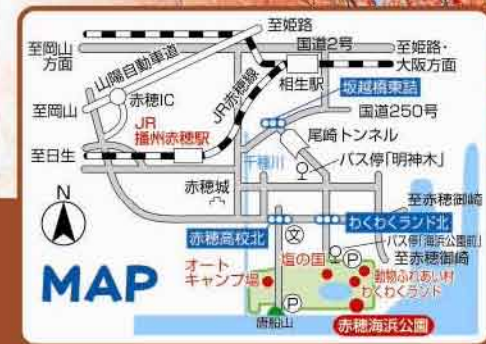 至姫路
国道2号
至岡山
方面
山陽自動車道
至姫路・
大阪方面
相生駅
坂越橋東詰
JR赤穂線
赤穂IC
至岡山
国道250号
JR
播州赤穂駅
尾崎トンネル
至日生
千種川
バス停「明神木」
N
赤穂城
至赤穂御崎
わくわくランド北
赤穂高校北
文
バス停「海浜公園前」
塩の国
P
至赤穂御崎
オート
キャンプ場
動物ふれあい村
わくわくランド
MAP
P
唐船山
赤穂海浜公園